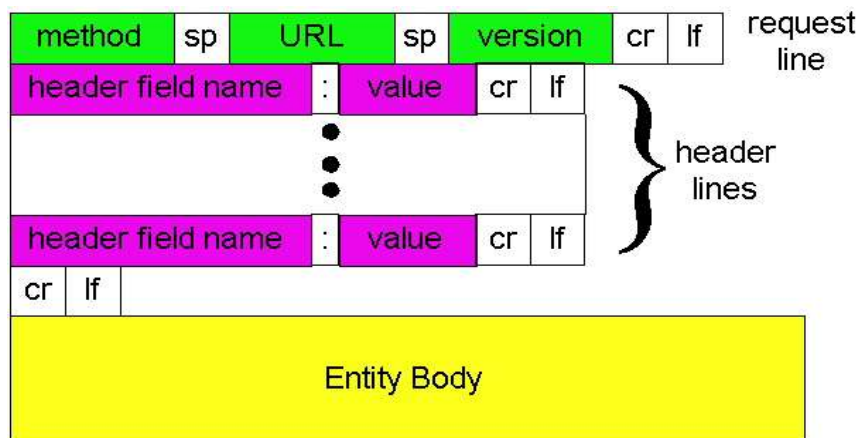 method sp URL sp version cr lf request line
header field name : value cr lf
header lines
header field name : value cr lf
cr lf
Entity Body